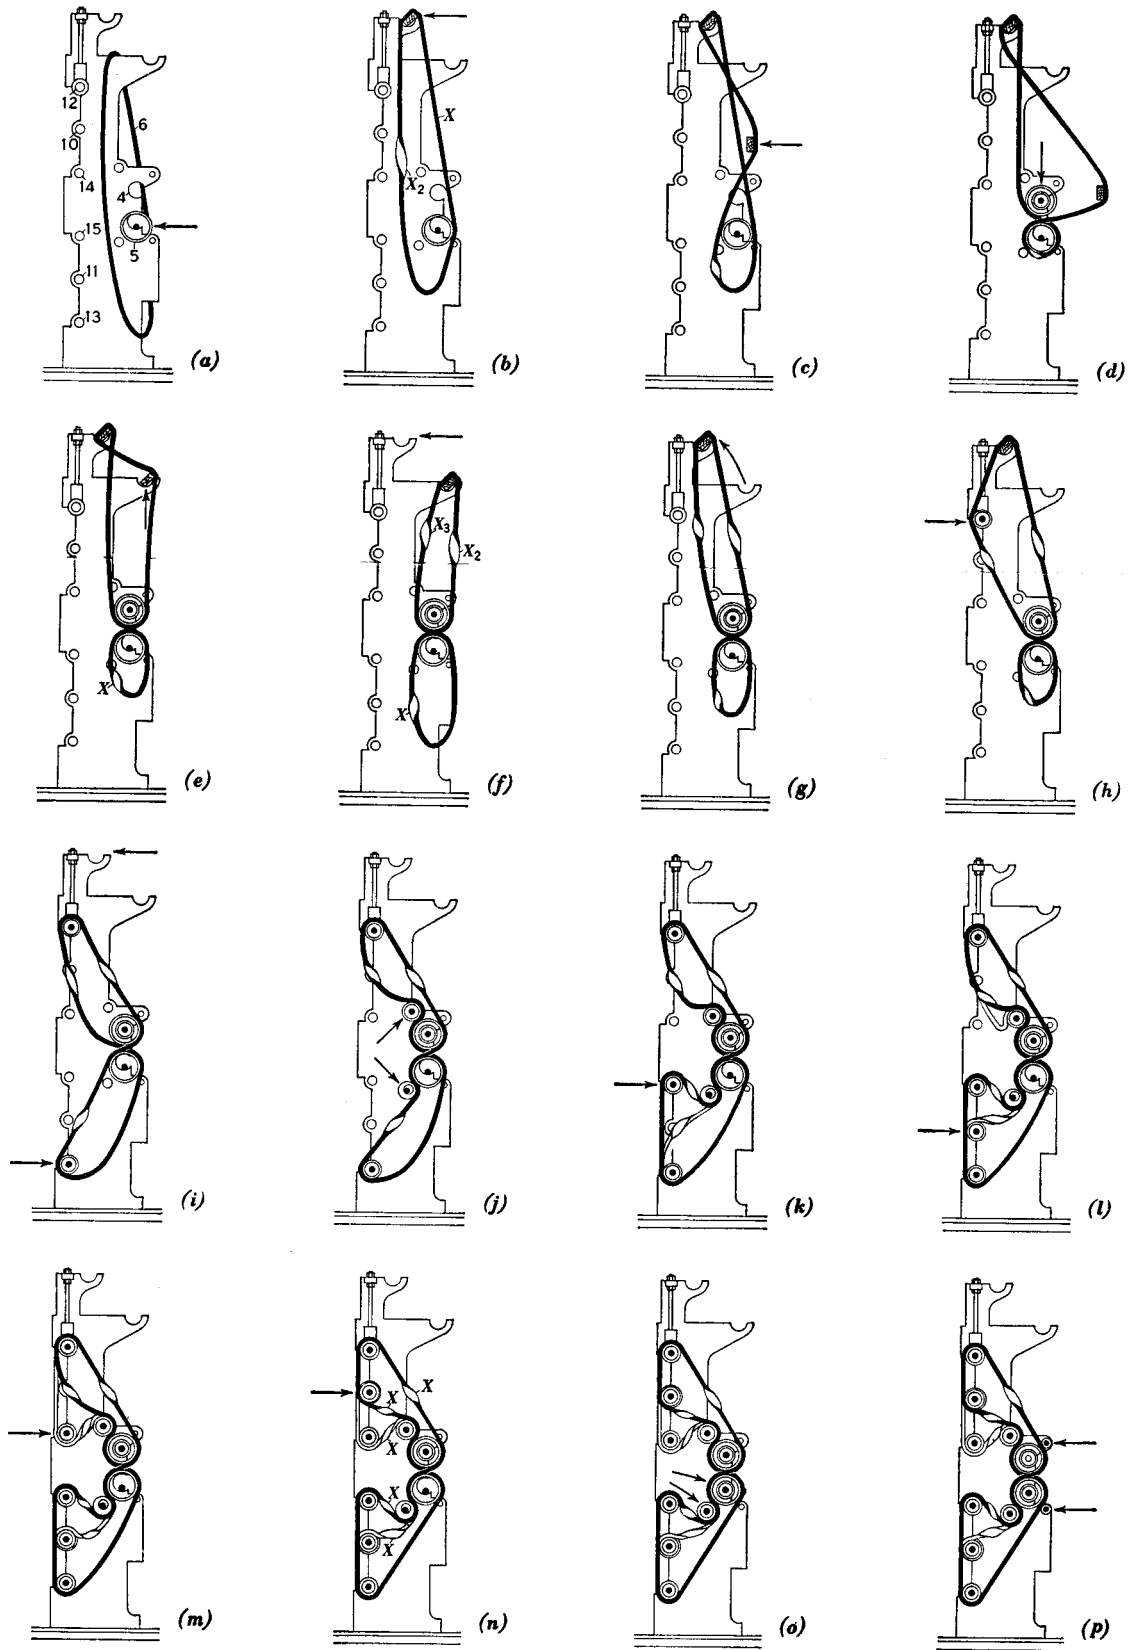 12
6
10
14
4
15
5
11
13
(a)
X
X₂
(b)
(c)
(d)
X
(e)
X₃
X₂
X
(f)
(g)
(h)
(i)
(j)
(k)
(l)
(m)
X
X
X
X
X
(n)
(o)
(p)